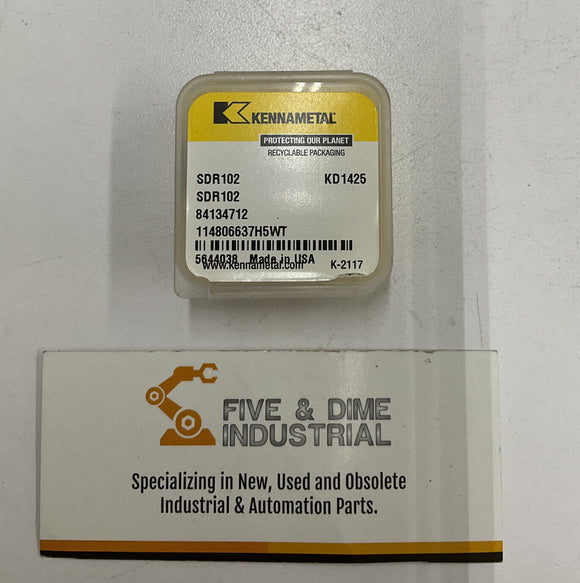 KENNAMETAL
PROTECTING OUR PLANET
RECYCLABLE PACKAGING
SDR102 KD1425
SDR102
84134712
114806637H5WT
5644038 Made in USA
www.kennametal.com K-2117
FIVE & DIME
INDUSTRIAL
Specializing in New, Used and Obsolete
Industrial & Automation Parts.